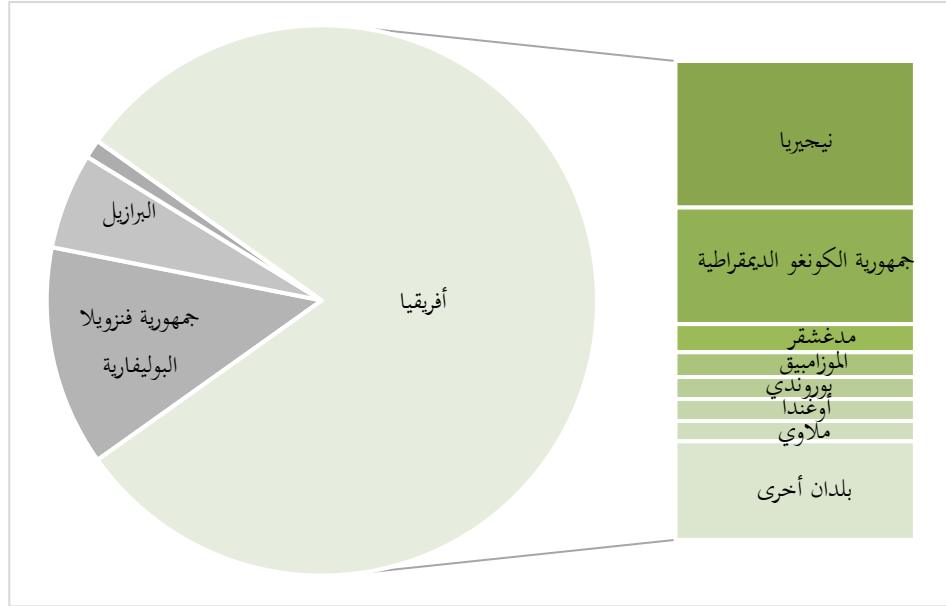 نيجيريا
جمهورية الكونغو الديمقراطية
مدغشقر
الموزامبيق
بوروندي
أوغندا
ملاوي
بلدان أخرى
أفريقيا
البرازيل
جمهورية فنزويلا
البوليفارية